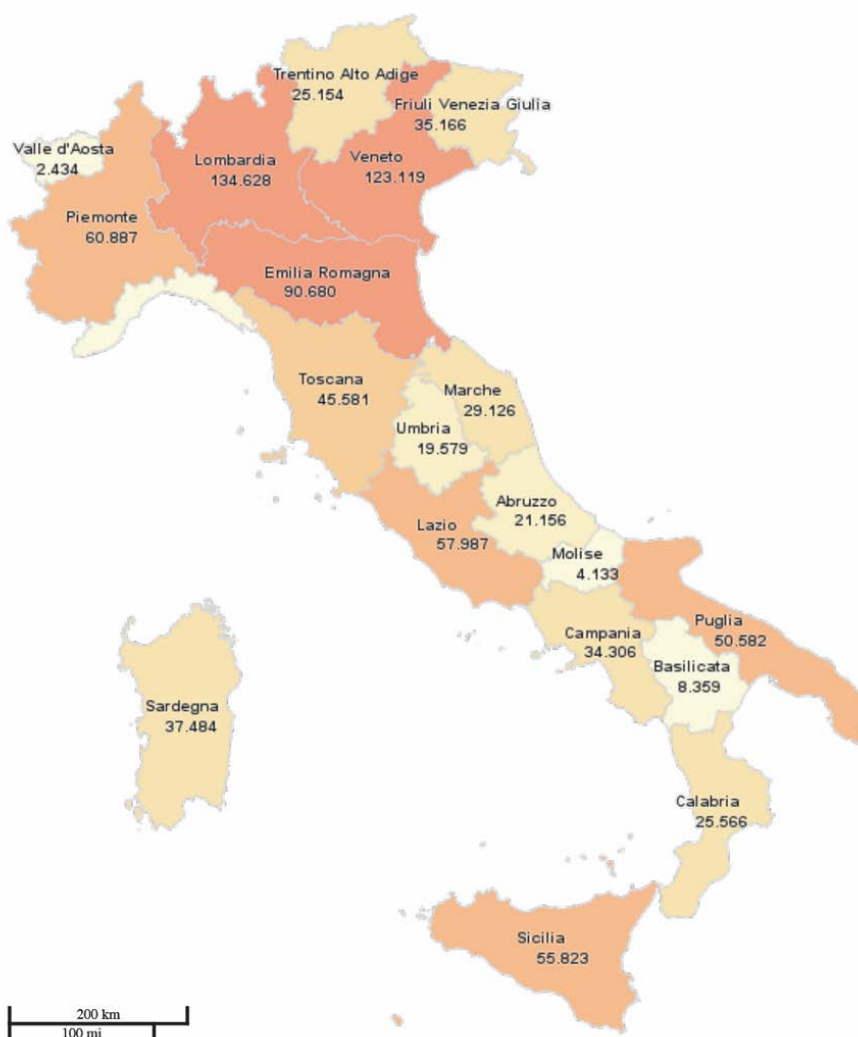 Trentino Alto Adige
25.154
Friuli Venezia Giulia
35.166
Valle d'Aosta
2.434
Lombardia
134.628
Veneto
123.119
Piemonte
60.887
Emilia Romagna
90.680
Toscana
45.581
Marche
29.126
Umbria
19.579
Abruzzo
21.156
Lazio
57.987
Molise
4.133
Puglia
50.582
Campania
34.306
Basilicata
8.359
Sardegna
37.484
Calabria
25.566
Sicilia
55.823
200 km
100 mi